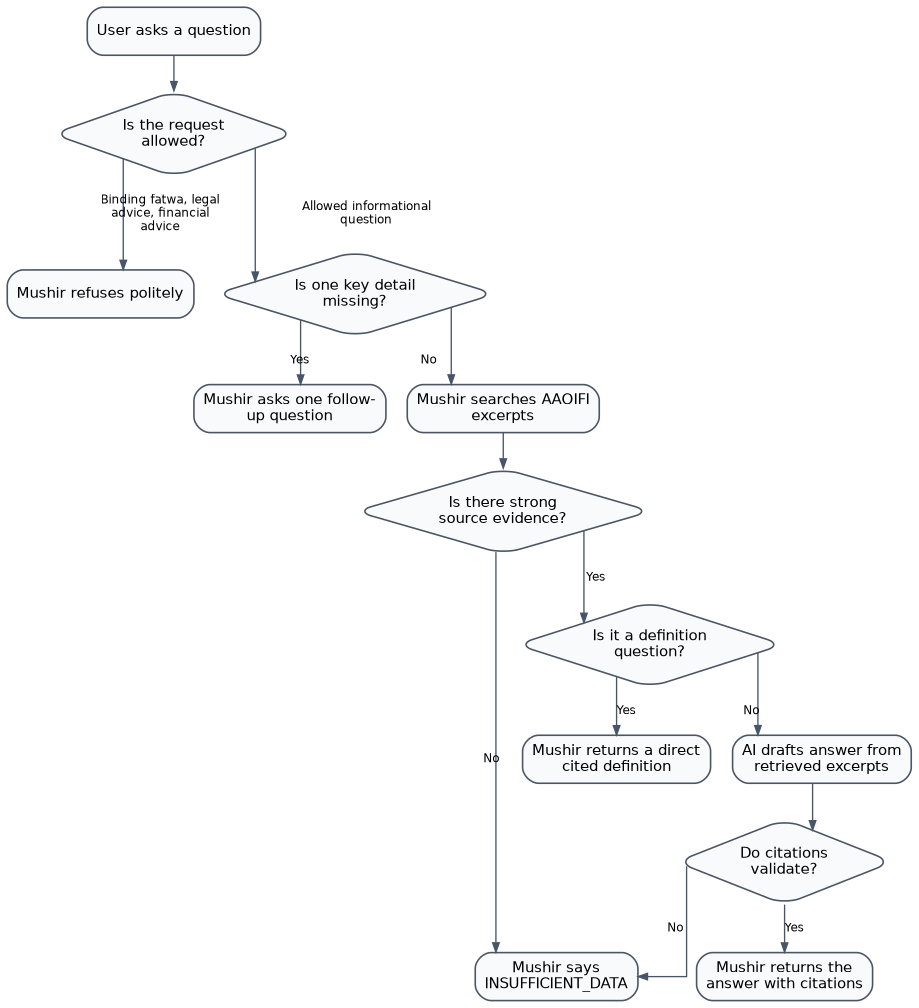 User asks a question
Is the request
allowed?
Binding fatwa, legal
advice, financial
advice
Allowed informational
question
Mushir refuses politely
Is one key detail
missing?
Yes
No
Mushir asks one follow-
up question
Mushir searches AAOIFI
excerpts
Is there strong
source evidence?
Yes
Is it a definition
question?
Yes
No
Mushir returns a direct
cited definition
AI drafts answer from
retrieved excerpts
No
Do citations
validate?
No
Yes
Mushir says
INSUFFICIENT_DATA
Mushir returns the
answer with citations